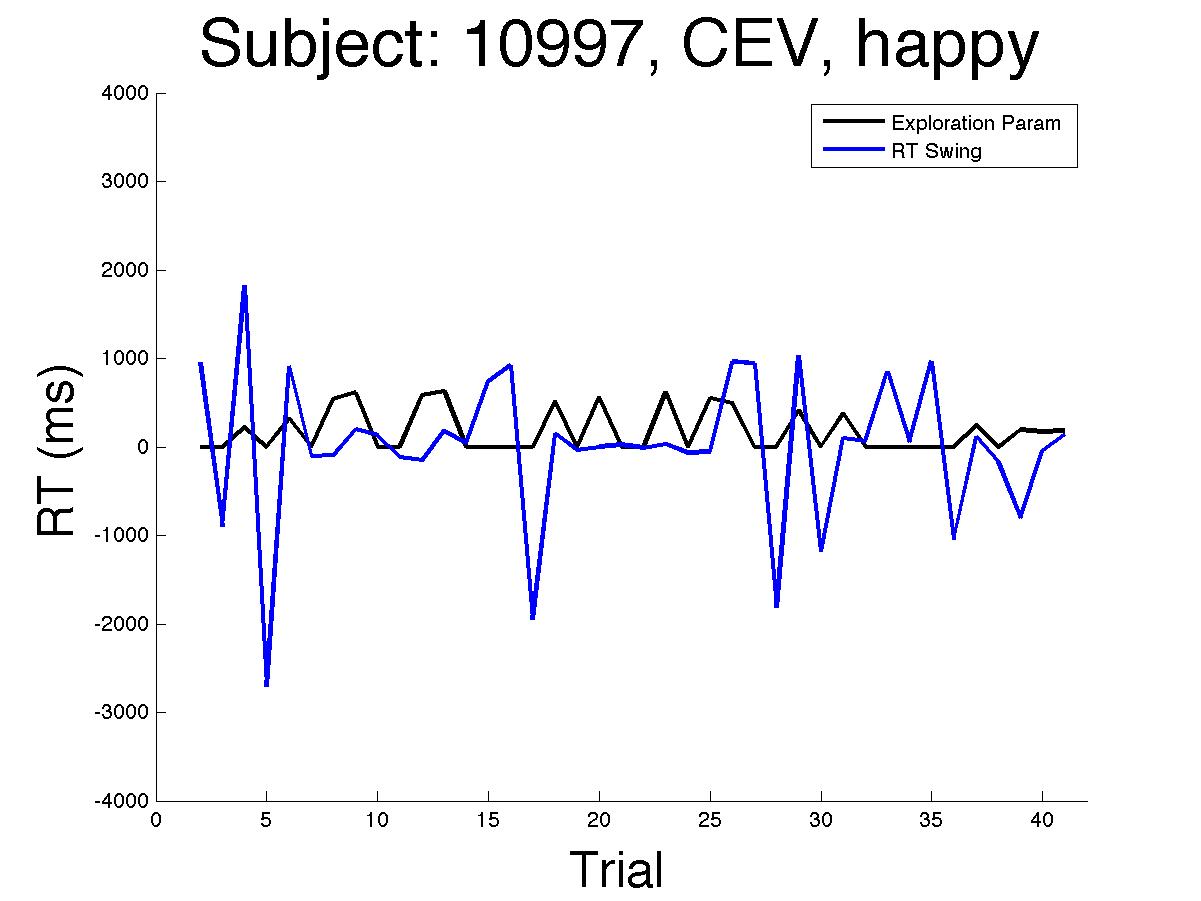 Subject: 10997, CEV, happy
Exploration Param
RT Swing
4000
3000
2000
1000
0
-1000
-2000
-3000
-4000
RT (ms)
0 5 10 15 20 25 30 35 40
Trial